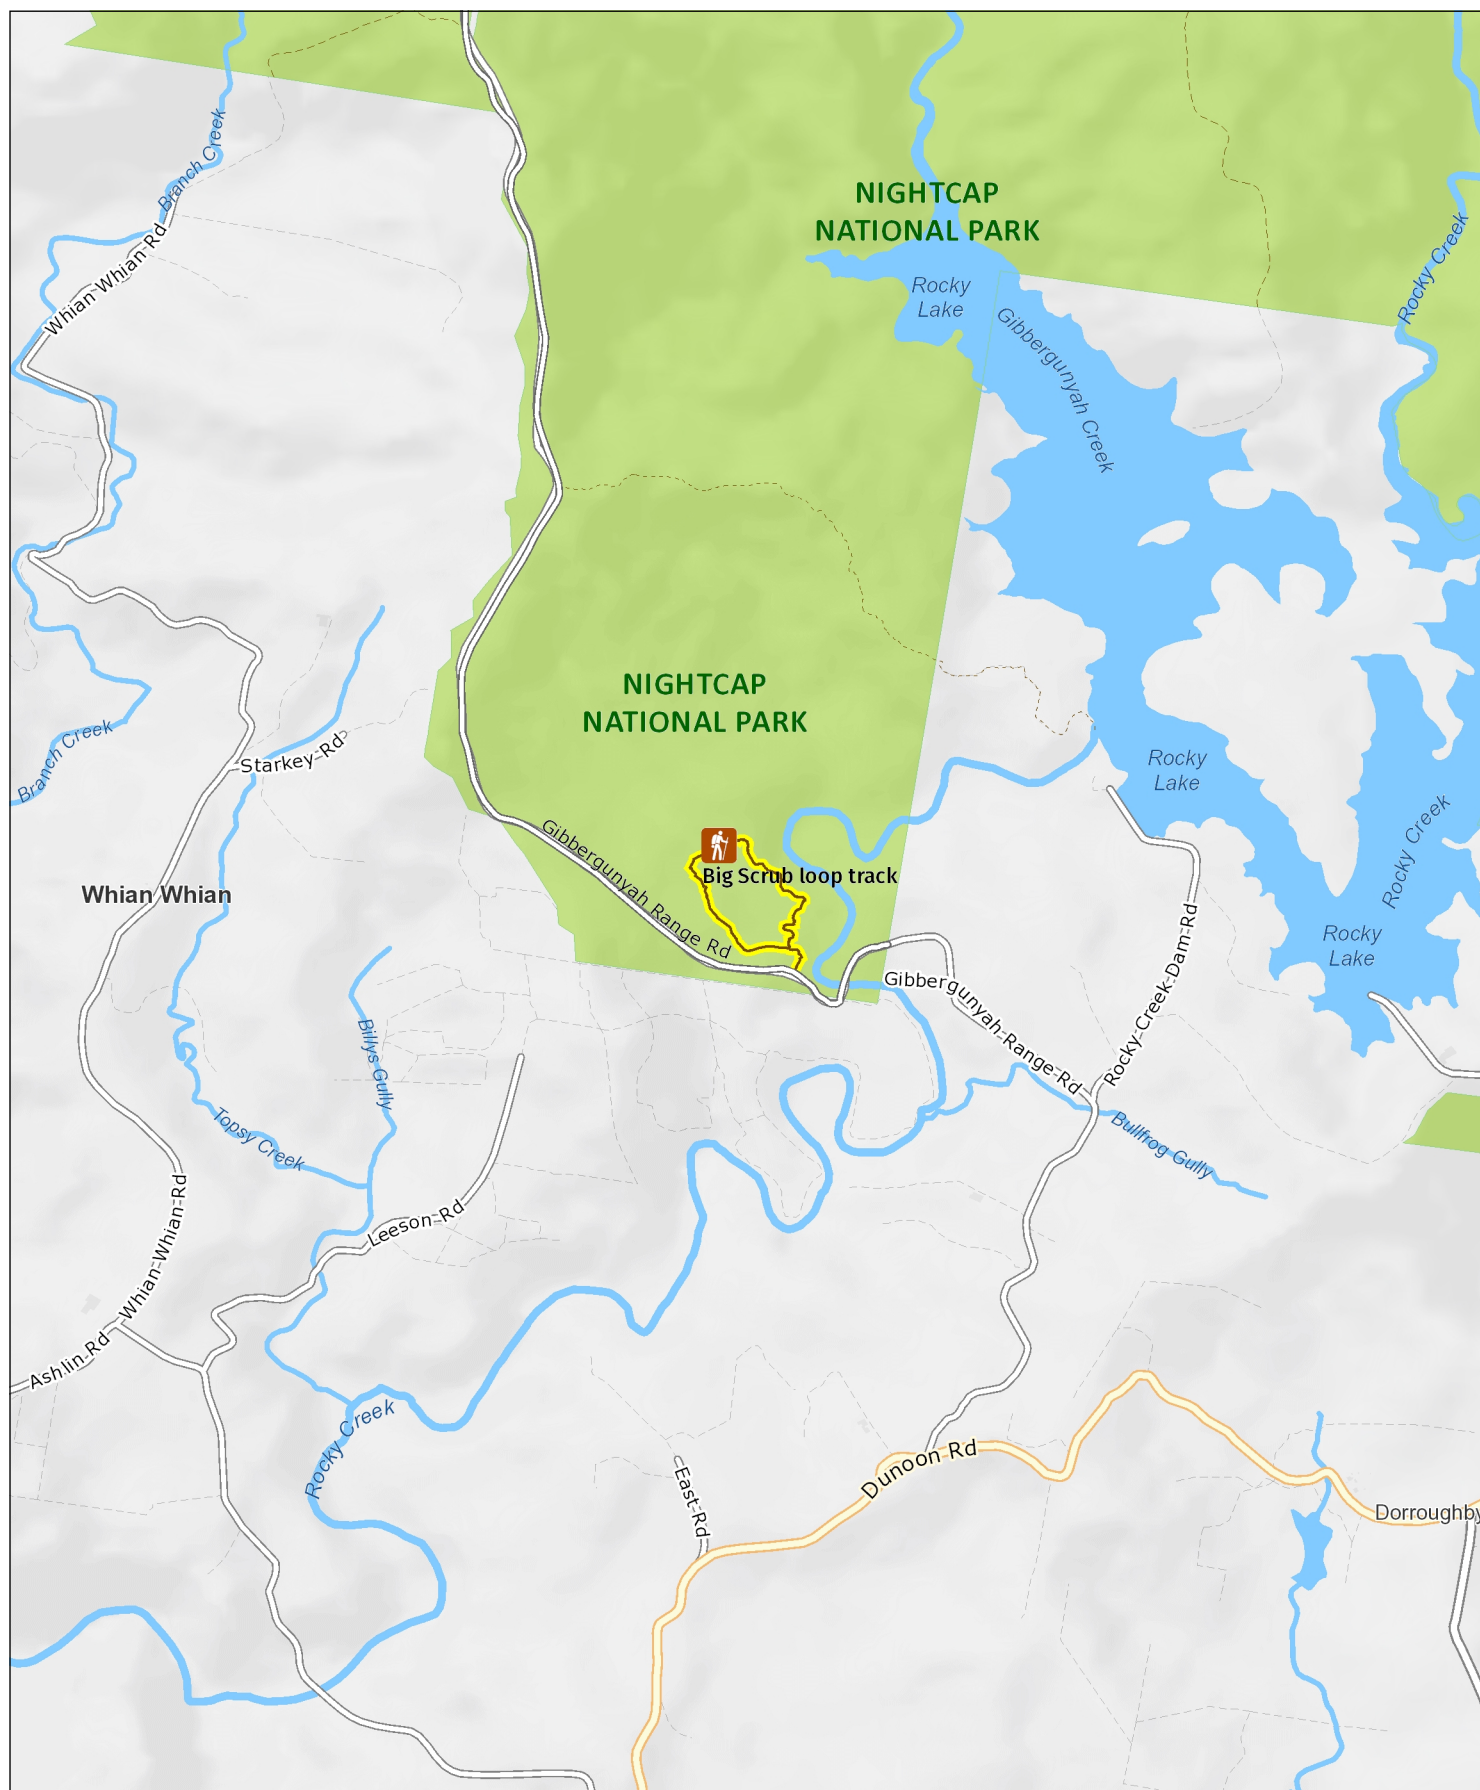 Branch Creek
NIGHTCAP
NATIONAL PARK
Rocky Creek
Whian Whian Rd
Rocky
Lake
Gibbergunyah Creek
NIGHTCAP
NATIONAL PARK
Branch Creek
Starkey Rd
Rocky
Lake
Gibbergunyah Range Rd
Big Scrub loop track
Rocky Creek
Whian Whian
Rocky
Lake
Rocky Creek Dam Rd
Gibbergunyah Range Rd
Billys Gully
Topsy Creek
Bullfrog Gully
Leeson Rd
Whian Whian Rd
Ashlin Rd
Rocky Creek
Dunoon Rd
East Rd
Dorroughby